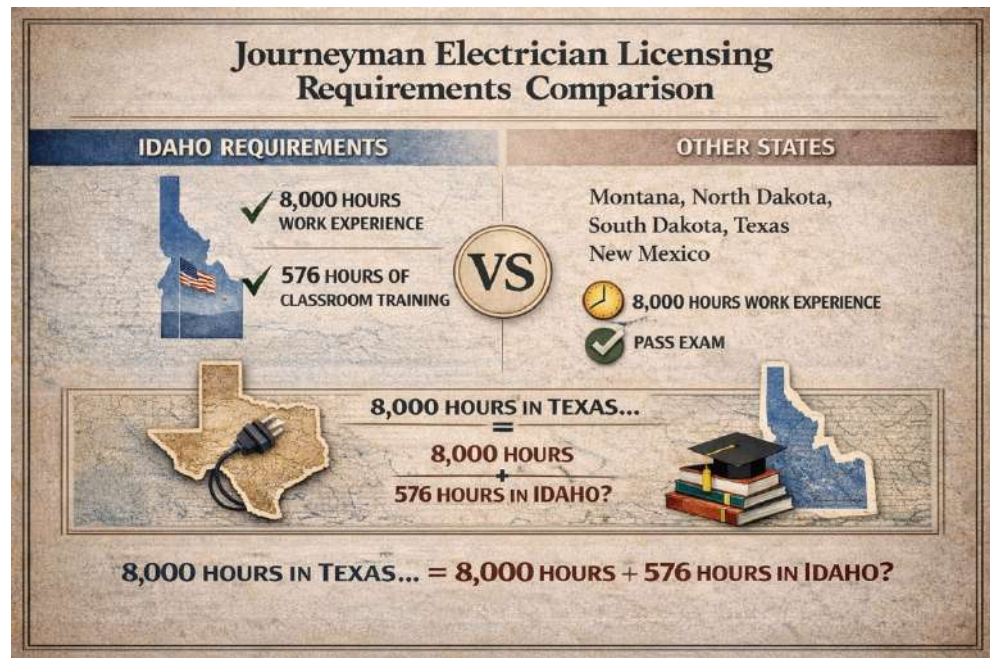 Journeyman Electrician Licensing
Requirements Comparison
IDAHO REQUIREMENTS
8,000 HOURS
WORK EXPERIENCE
576 HOURS OF
CLASSROOM TRAINING
VS
OTHER STATES
Montana, North Dakota,
South Dakota, Texas
New Mexico
8,000 HOURS WORK EXPERIENCE
PASS EXAM
8,000 HOURS IN TEXAS...
=
8,000 HOURS
+
576 HOURS IN IDAHO?
8,000 HOURS IN TEXAS... = 8,000 HOURS + 576 HOURS IN IDAHO?